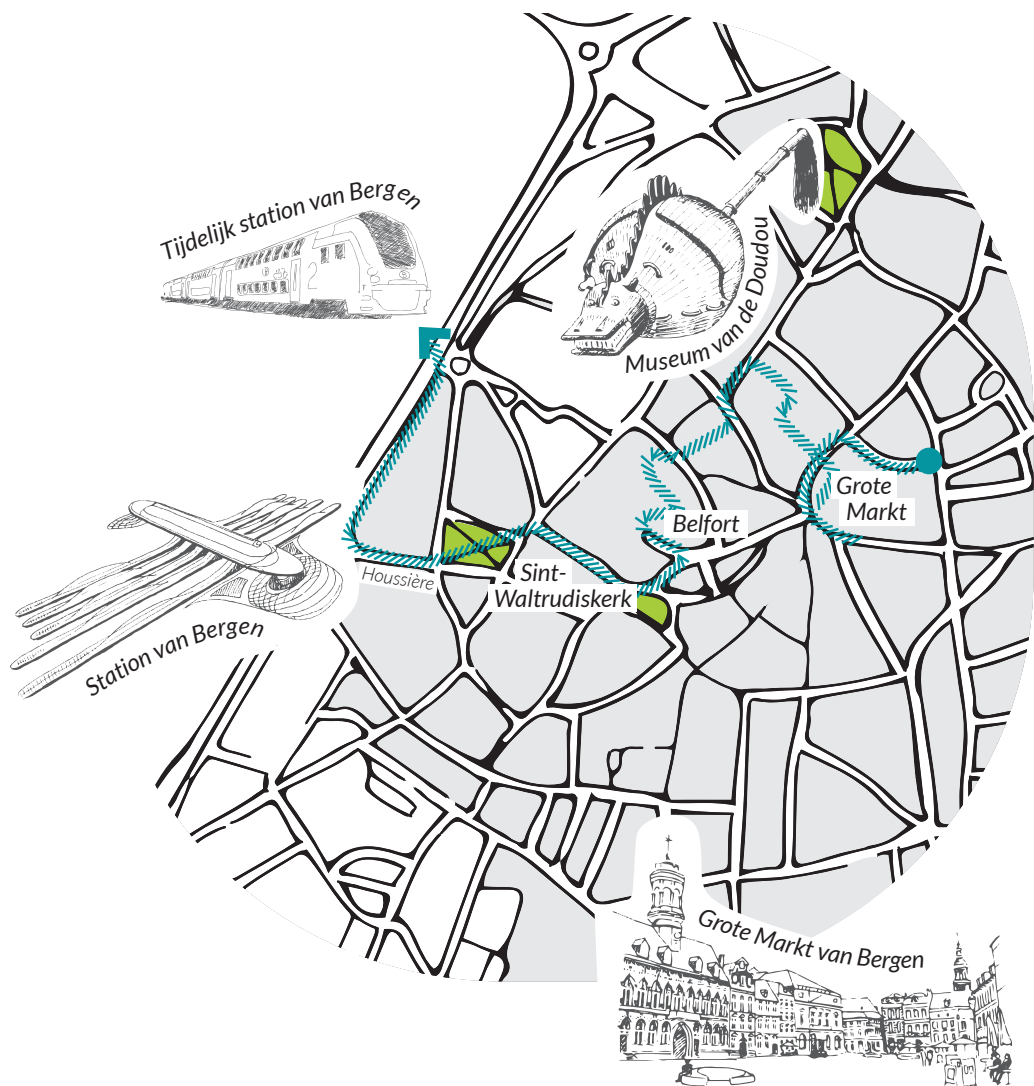 Tijdelijk station van Bergen
Museum van de Doudou
Grote
Markt
Belfort
Houssière
Sint-
Waltrudiskerk
Station van Bergen
Grote Markt van Bergen